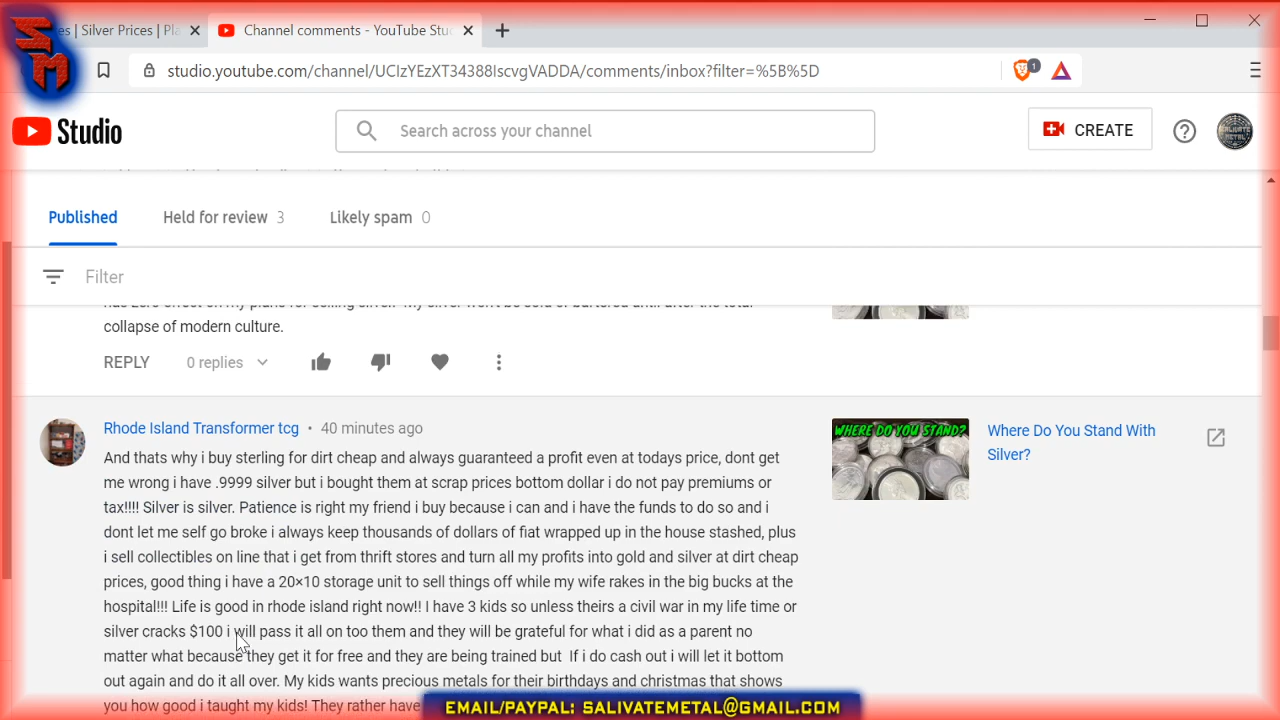 es | Silver Prices | Pla
Channel comments - YouTube Stu
SM
studio.youtube.com/channel/UCIzYEzXT34388IscvgVADDA/comments/inbox?filter=%5B%5D
1
Studio
Search across your channel
CREATE
SALIVATE
METAL
Published
Held for review 3
Likely spam 0
Filter
collapse of modern culture.
REPLY
0 replies
Rhode Island Transformer tcg • 40 minutes ago
And thats why i buy sterling for dirt cheap and always guaranteed a profit even at todays price, dont get
me wrong i have .9999 silver but i bought them at scrap prices bottom dollar i do not pay premiums or
tax!!!! Silver is silver. Patience is right my friend i buy because i can and i have the funds to do so and i
dont let me self go broke i always keep thousands of dollars of fiat wrapped up in the house stashed, plus
i sell collectibles on line that i get from thrift stores and turn all my profits into gold and silver at dirt cheap
prices, good thing i have a 20×10 storage unit to sell things off while my wife rakes in the big bucks at the
hospital!!! Life is good in rhode island right now!! I have 3 kids so unless theirs a civil war in my life time or
silver cracks $100 i will pass it all on too them and they will be grateful for what i did as a parent no
matter what because they get it for free and they are being trained but If i do cash out i will let it bottom
out again and do it all over. My kids wants precious metals for their birthdays and christmas that shows
you how good i taught my kids! They rather have
WHERE DO YOU STAND?
Where Do You Stand With
Silver?
EMAIL/PAYPAL: SALIVATEMETAL@GMAIL.COM